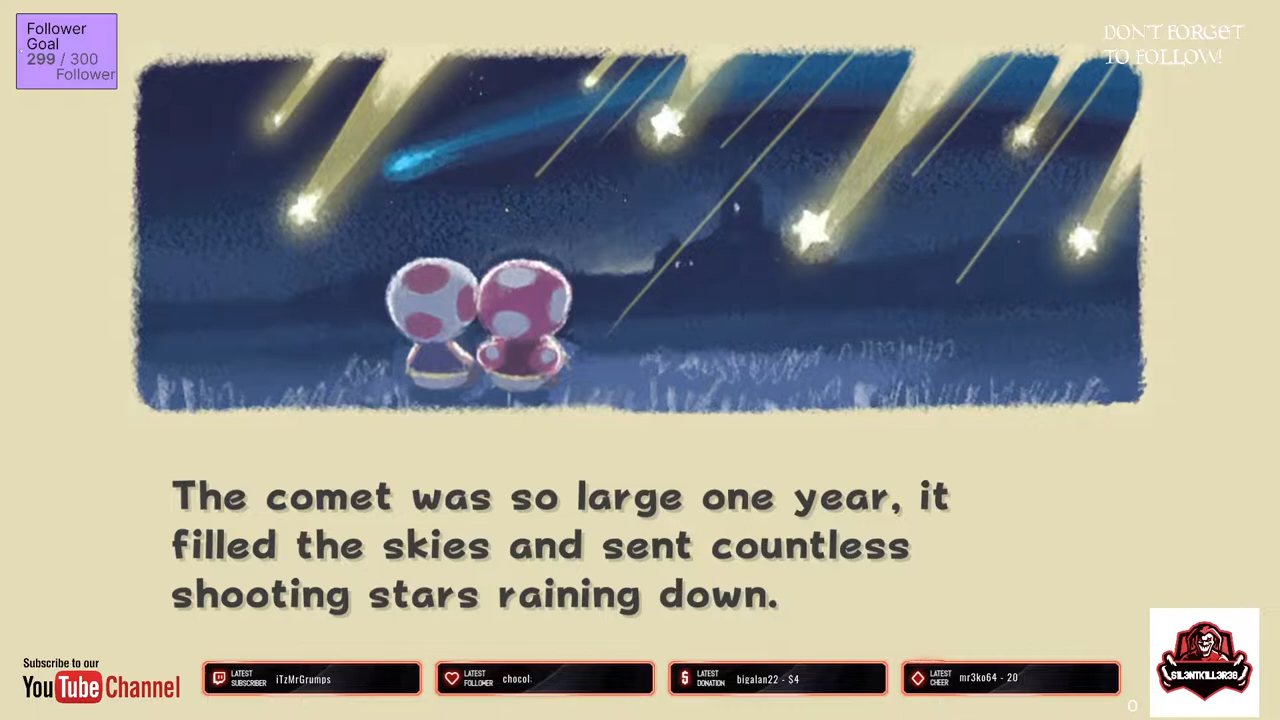 Follower
Goal
299 / 300
Follower
DON'T FORGET
TO FOLLOW!
The comet was so large one year, it
filled the skies and sent countless
shooting stars raining down.
Subscribe to our
YouTube Channel
LATEST
SUBSCRIBER
iTzMrGrumps
LATEST
FOLLOWER
chocol
LATEST
DONATION
bigalan22 - $4
LATEST
CHEER
mr3ko64 - 20
SIL3NTKILL3R38